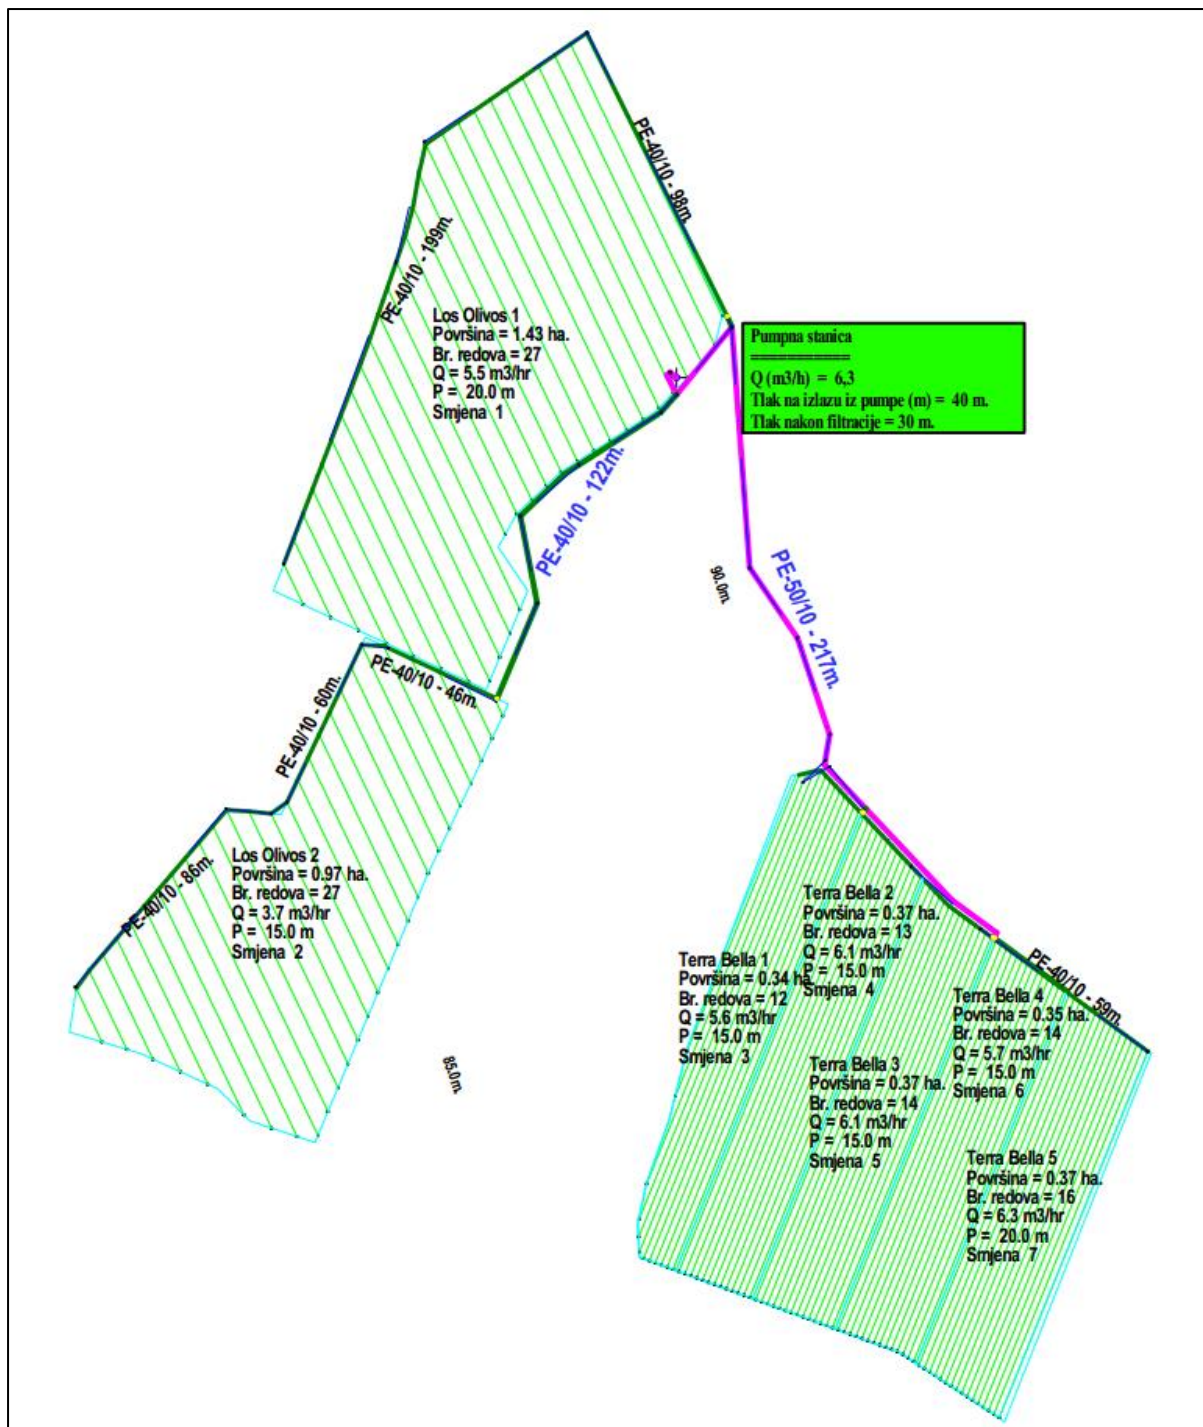 PE-40/10 - 98m.
PE-40/10 - 199m.
Los Olivos 1
Površina = 1.43 ha.
Br. redova = 27
Q = 5.5 m3/hr
P = 20.0 m
Smjena 1
Pumpna stanica
===========
Q (m3/h) = 6,3
Tlak na izlazu iz pumpe (m) = 40 m.
Tlak nakon filtracije = 30 m.
PE-40/10 - 122m.
90.0m.
PE-50/10 - 217m.
PE-40/10 - 46m.
PE-40/10 - 60m.
Los Olivos 2
Površina = 0.97 ha.
Br. redova = 27
Q = 3.7 m3/hr
P = 15.0 m
Smjena 2
PE-40/10 - 86m.
85.0m.
Terra Bella 1
Površina = 0.34 ha.
Br. redova = 12
Q = 5.6 m3/hr
P = 15.0 m
Smjena 3
Terra Bella 2
Površina = 0.37 ha.
Br. redova = 13
Q = 6.1 m3/hr
P = 15.0 m
Smjena 4
Terra Bella 3
Površina = 0.37 ha.
Br. redova = 14
Q = 6.1 m3/hr
P = 15.0 m
Smjena 5
PE-40/10 - 59m.
Terra Bella 4
Površina = 0.35 ha.
Br. redova = 14
Q = 5.7 m3/hr
P = 15.0 m
Smjena 6
Terra Bella 5
Površina = 0.37 ha.
Br. redova = 16
Q = 6.3 m3/hr
P = 20.0 m
Smjena 7